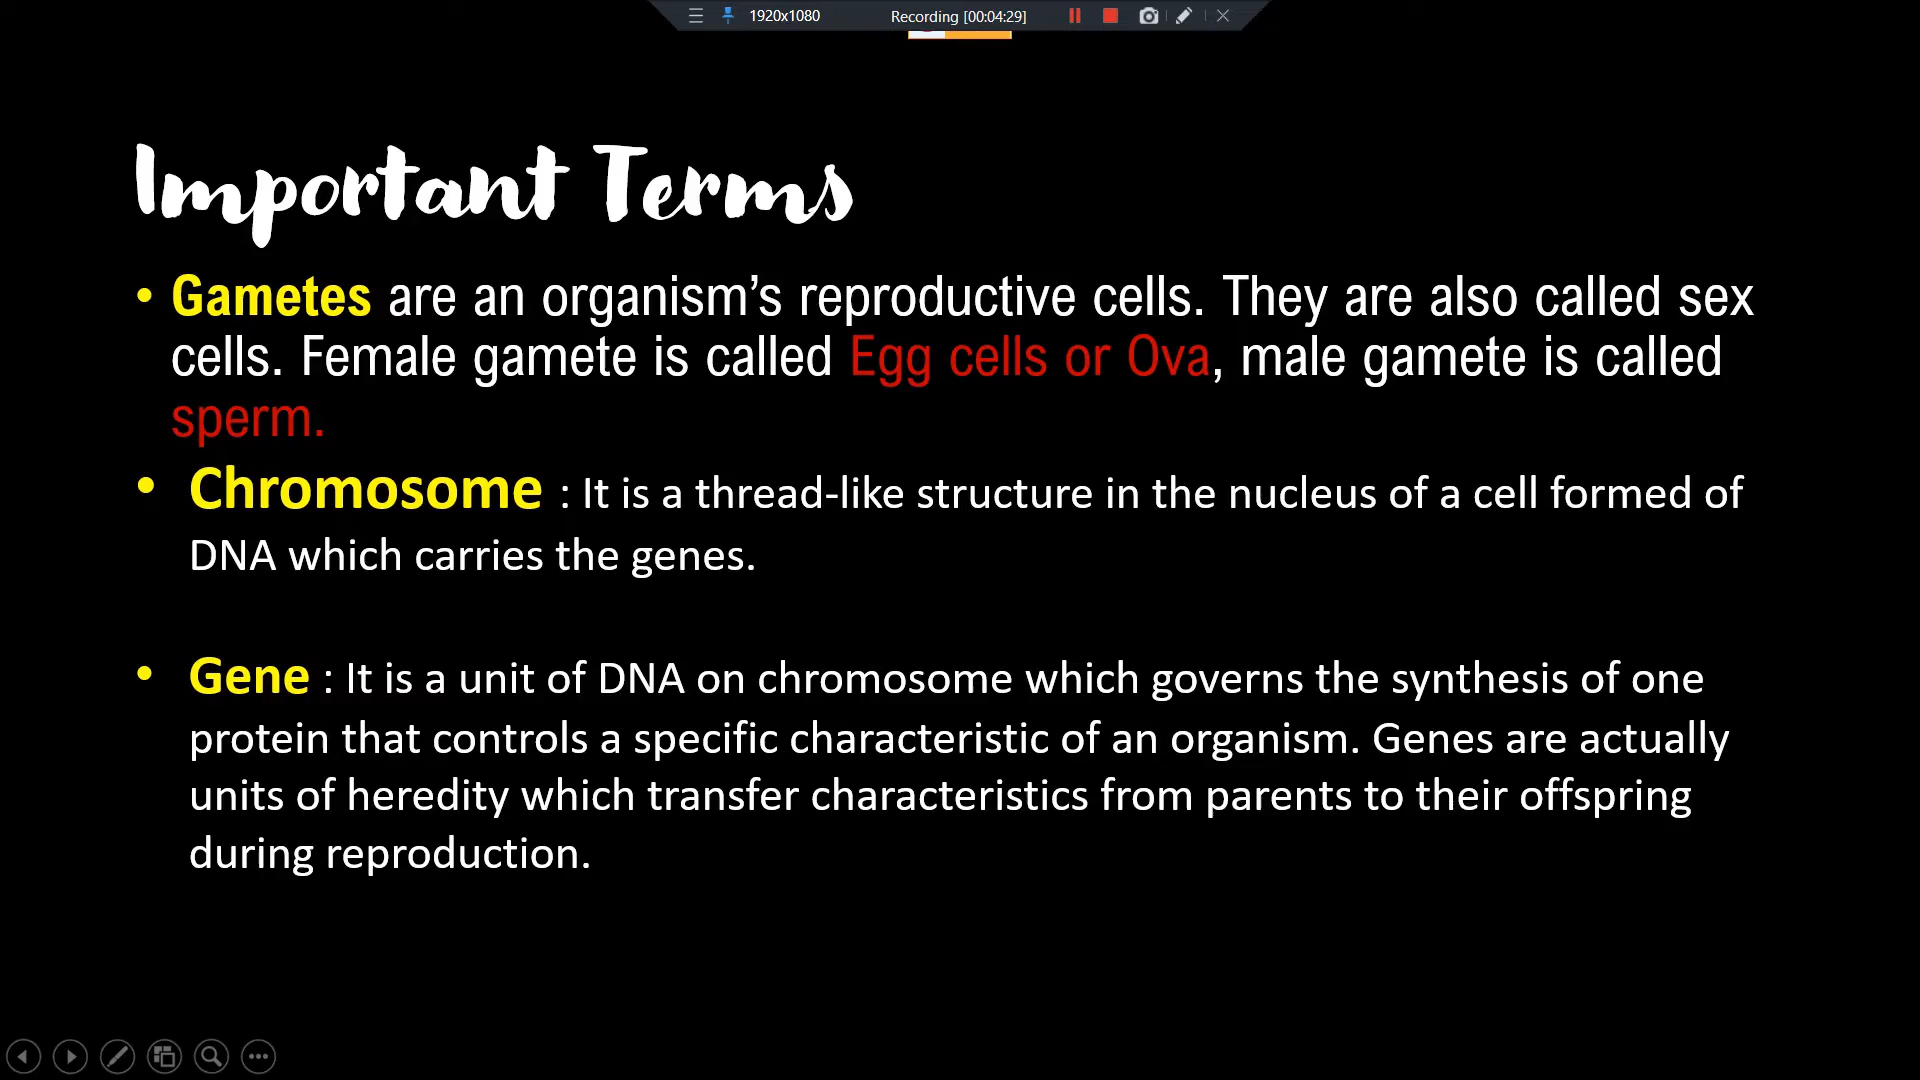 1920x1080 Recording [00:04:29]
Important Terms
• Gametes are an organism’s reproductive cells. They are also called sex
cells. Female gamete is called Egg cells or Ova, male gamete is called
sperm.
• Chromosome : It is a thread-like structure in the nucleus of a cell formed of
DNA which carries the genes.
• Gene : It is a unit of DNA on chromosome which governs the synthesis of one
protein that controls a specific characteristic of an organism. Genes are actually
units of heredity which transfer characteristics from parents to their offspring
during reproduction.